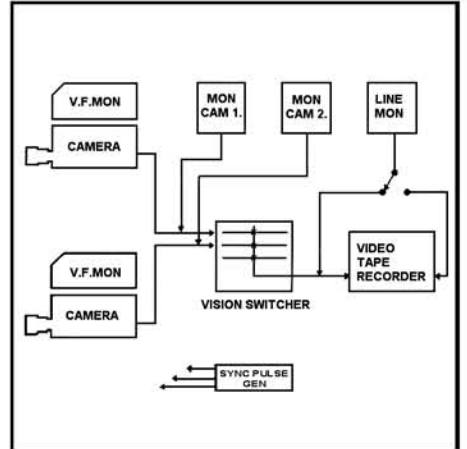 V.F.MON
CAMERA
MON
CAM 1.
MON
CAM 2.
LINE
MON
V.F.MON
CAMERA
VISION SWITCHER
VIDEO
TAPE
RECORDER
SYNC PULSE
GEN